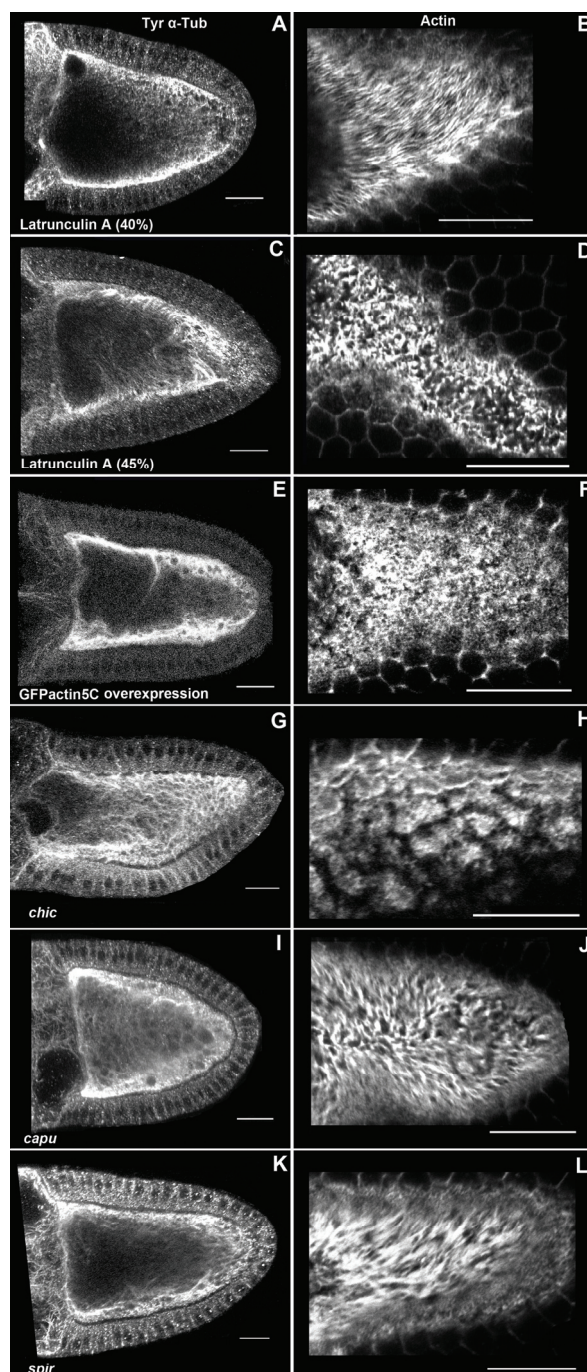 Tyr α-Tub
Actin
A
B
Latrunculin A (40%)
C
D
Latrunculin A (45%)
E
F
GFPactin5C overexpression
G
H
chic
I
J
capu
K
L
spir